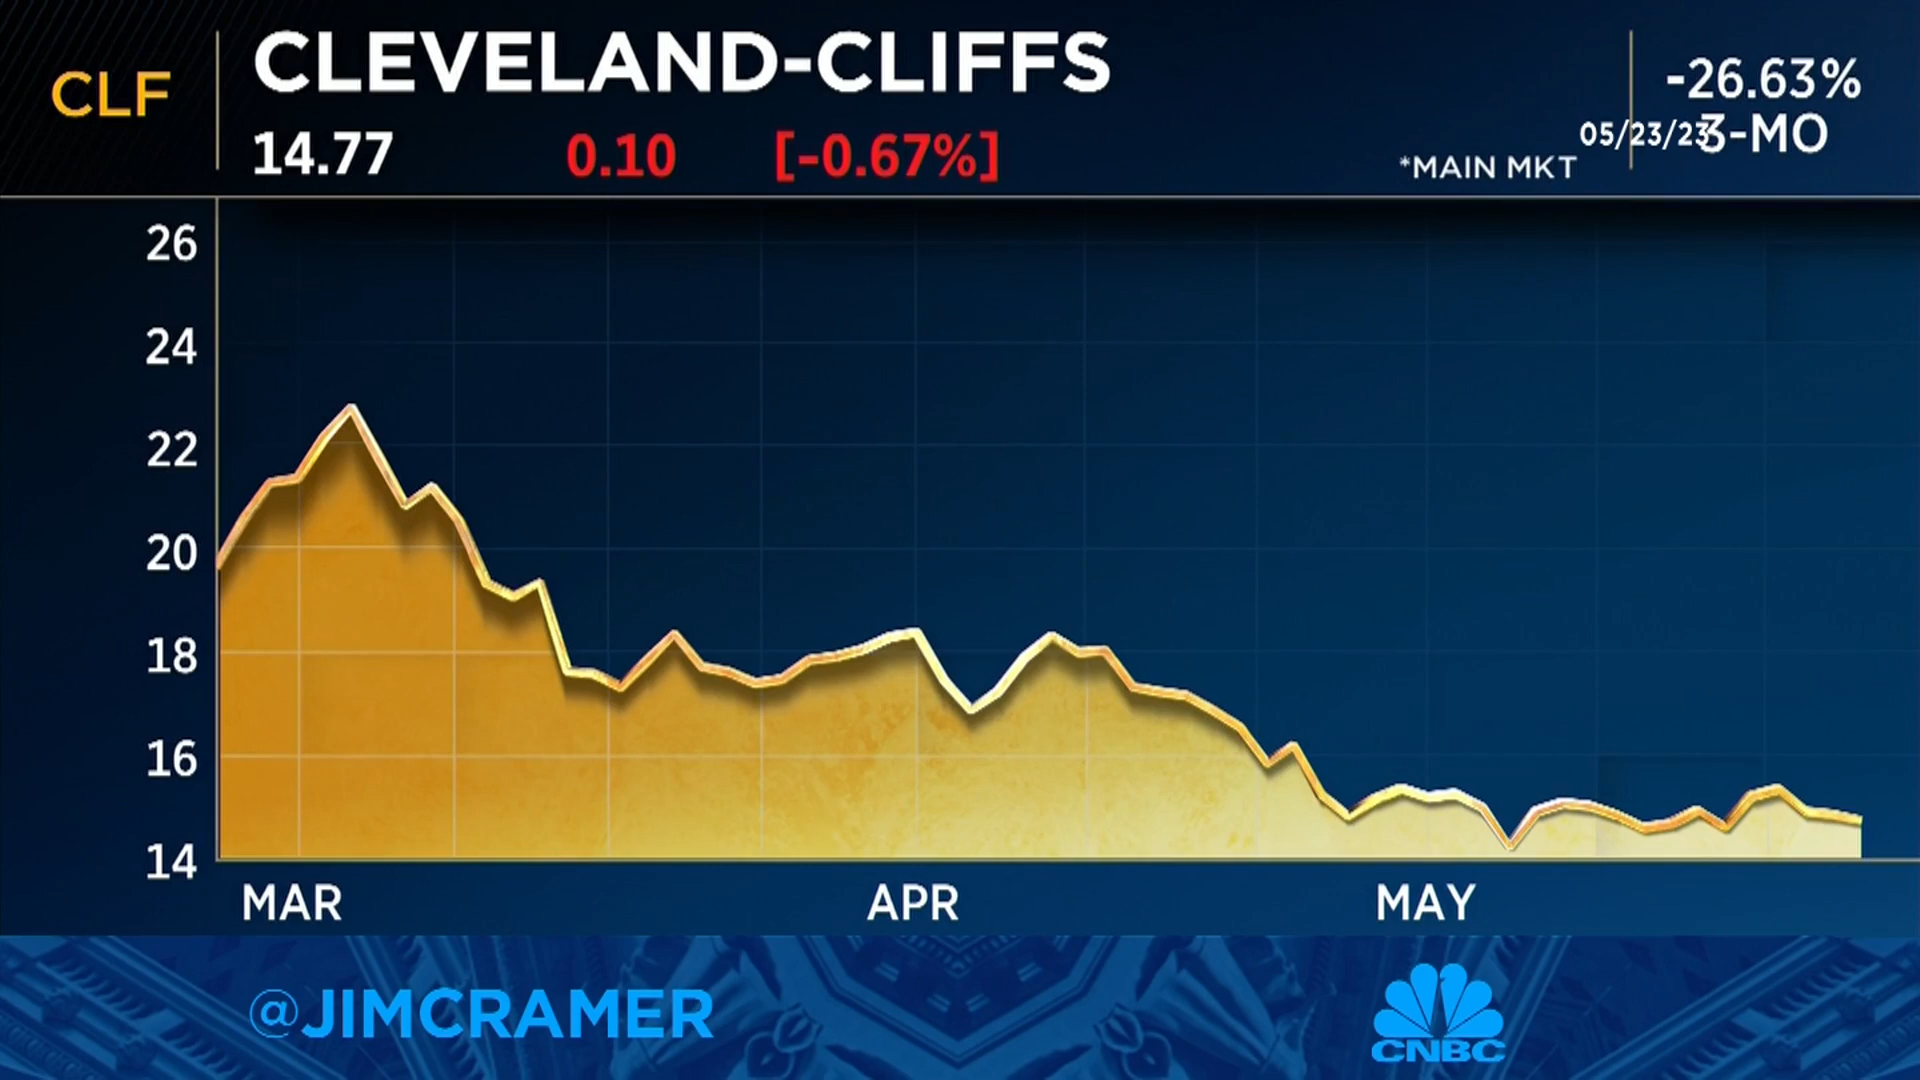 CLF
CLEVELAND-CLIFFS
14.77 0.10 [-0.67%]
*MAIN MKT
05/23/23
-26.63%
3-MO
26
24
22
20
18
16
14
MAR APR MAY
@JIMCRAMER
CNBC